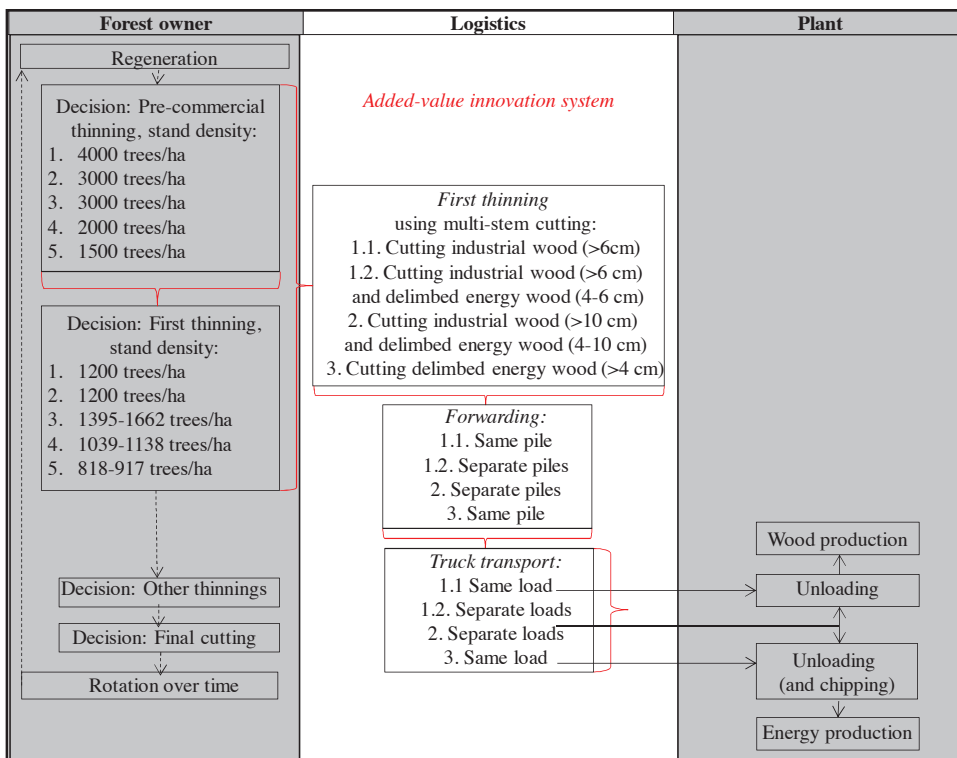 Forest owner
Logistics
Plant
Regeneration
Decision: Pre-commercial
thinning, stand density:
1. 4000 trees/ha
2. 3000 trees/ha
3. 3000 trees/ha
4. 2000 trees/ha
5. 1500 trees/ha
Decision: First thinning,
stand density:
1. 1200 trees/ha
2. 1200 trees/ha
3. 1395-1662 trees/ha
4. 1039-1138 trees/ha
5. 818-917 trees/ha
Decision: Other thinnings
Decision: Final cutting
Rotation over time
Added-value innovation system
First thinning
using multi-stem cutting:
1.1. Cutting industrial wood (>6cm)
1.2. Cutting industrial wood (>6 cm)
and delimbed energy wood (4-6 cm)
2. Cutting industrial wood (>10 cm)
and delimbed energy wood (4-10 cm)
3. Cutting delimbed energy wood (>4 cm)
Forwarding:
1.1. Same pile
1.2. Separate piles
2. Separate piles
3. Same pile
Truck transport:
1.1 Same load
1.2. Separate loads
2. Separate loads
3. Same load
Wood production
Unloading
Unloading
(and chipping)
Energy production